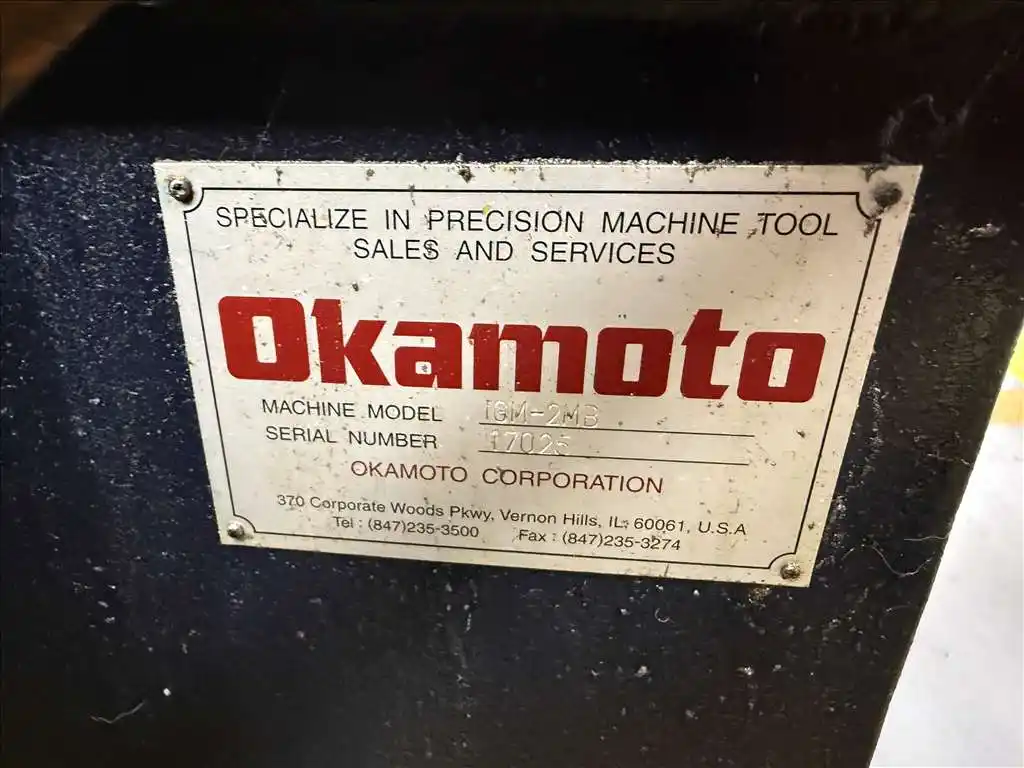 SPECIALIZE IN PRECISION MACHINE TOOL
SALES AND SERVICES
Okamoto
MACHINE MODEL IGM-2MB
SERIAL NUMBER 17025
OKAMOTO CORPORATION
370 Corporate Woods Pkwy, Vernon Hills, IL. 60061, U.S.A
Tel : (847)235-3500 Fax : (847)235-3274